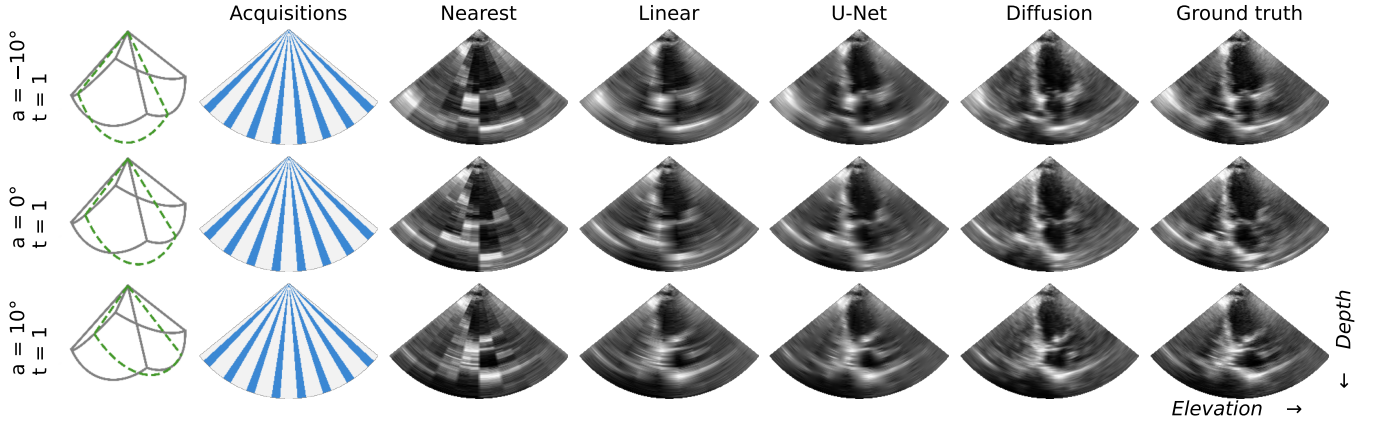 Acquisitions Nearest Linear U-Net Diffusion Ground truth
a = −10°
t = 1
a = 0°
t = 1
a = 10°
t = 1
Depth →
Elevation →